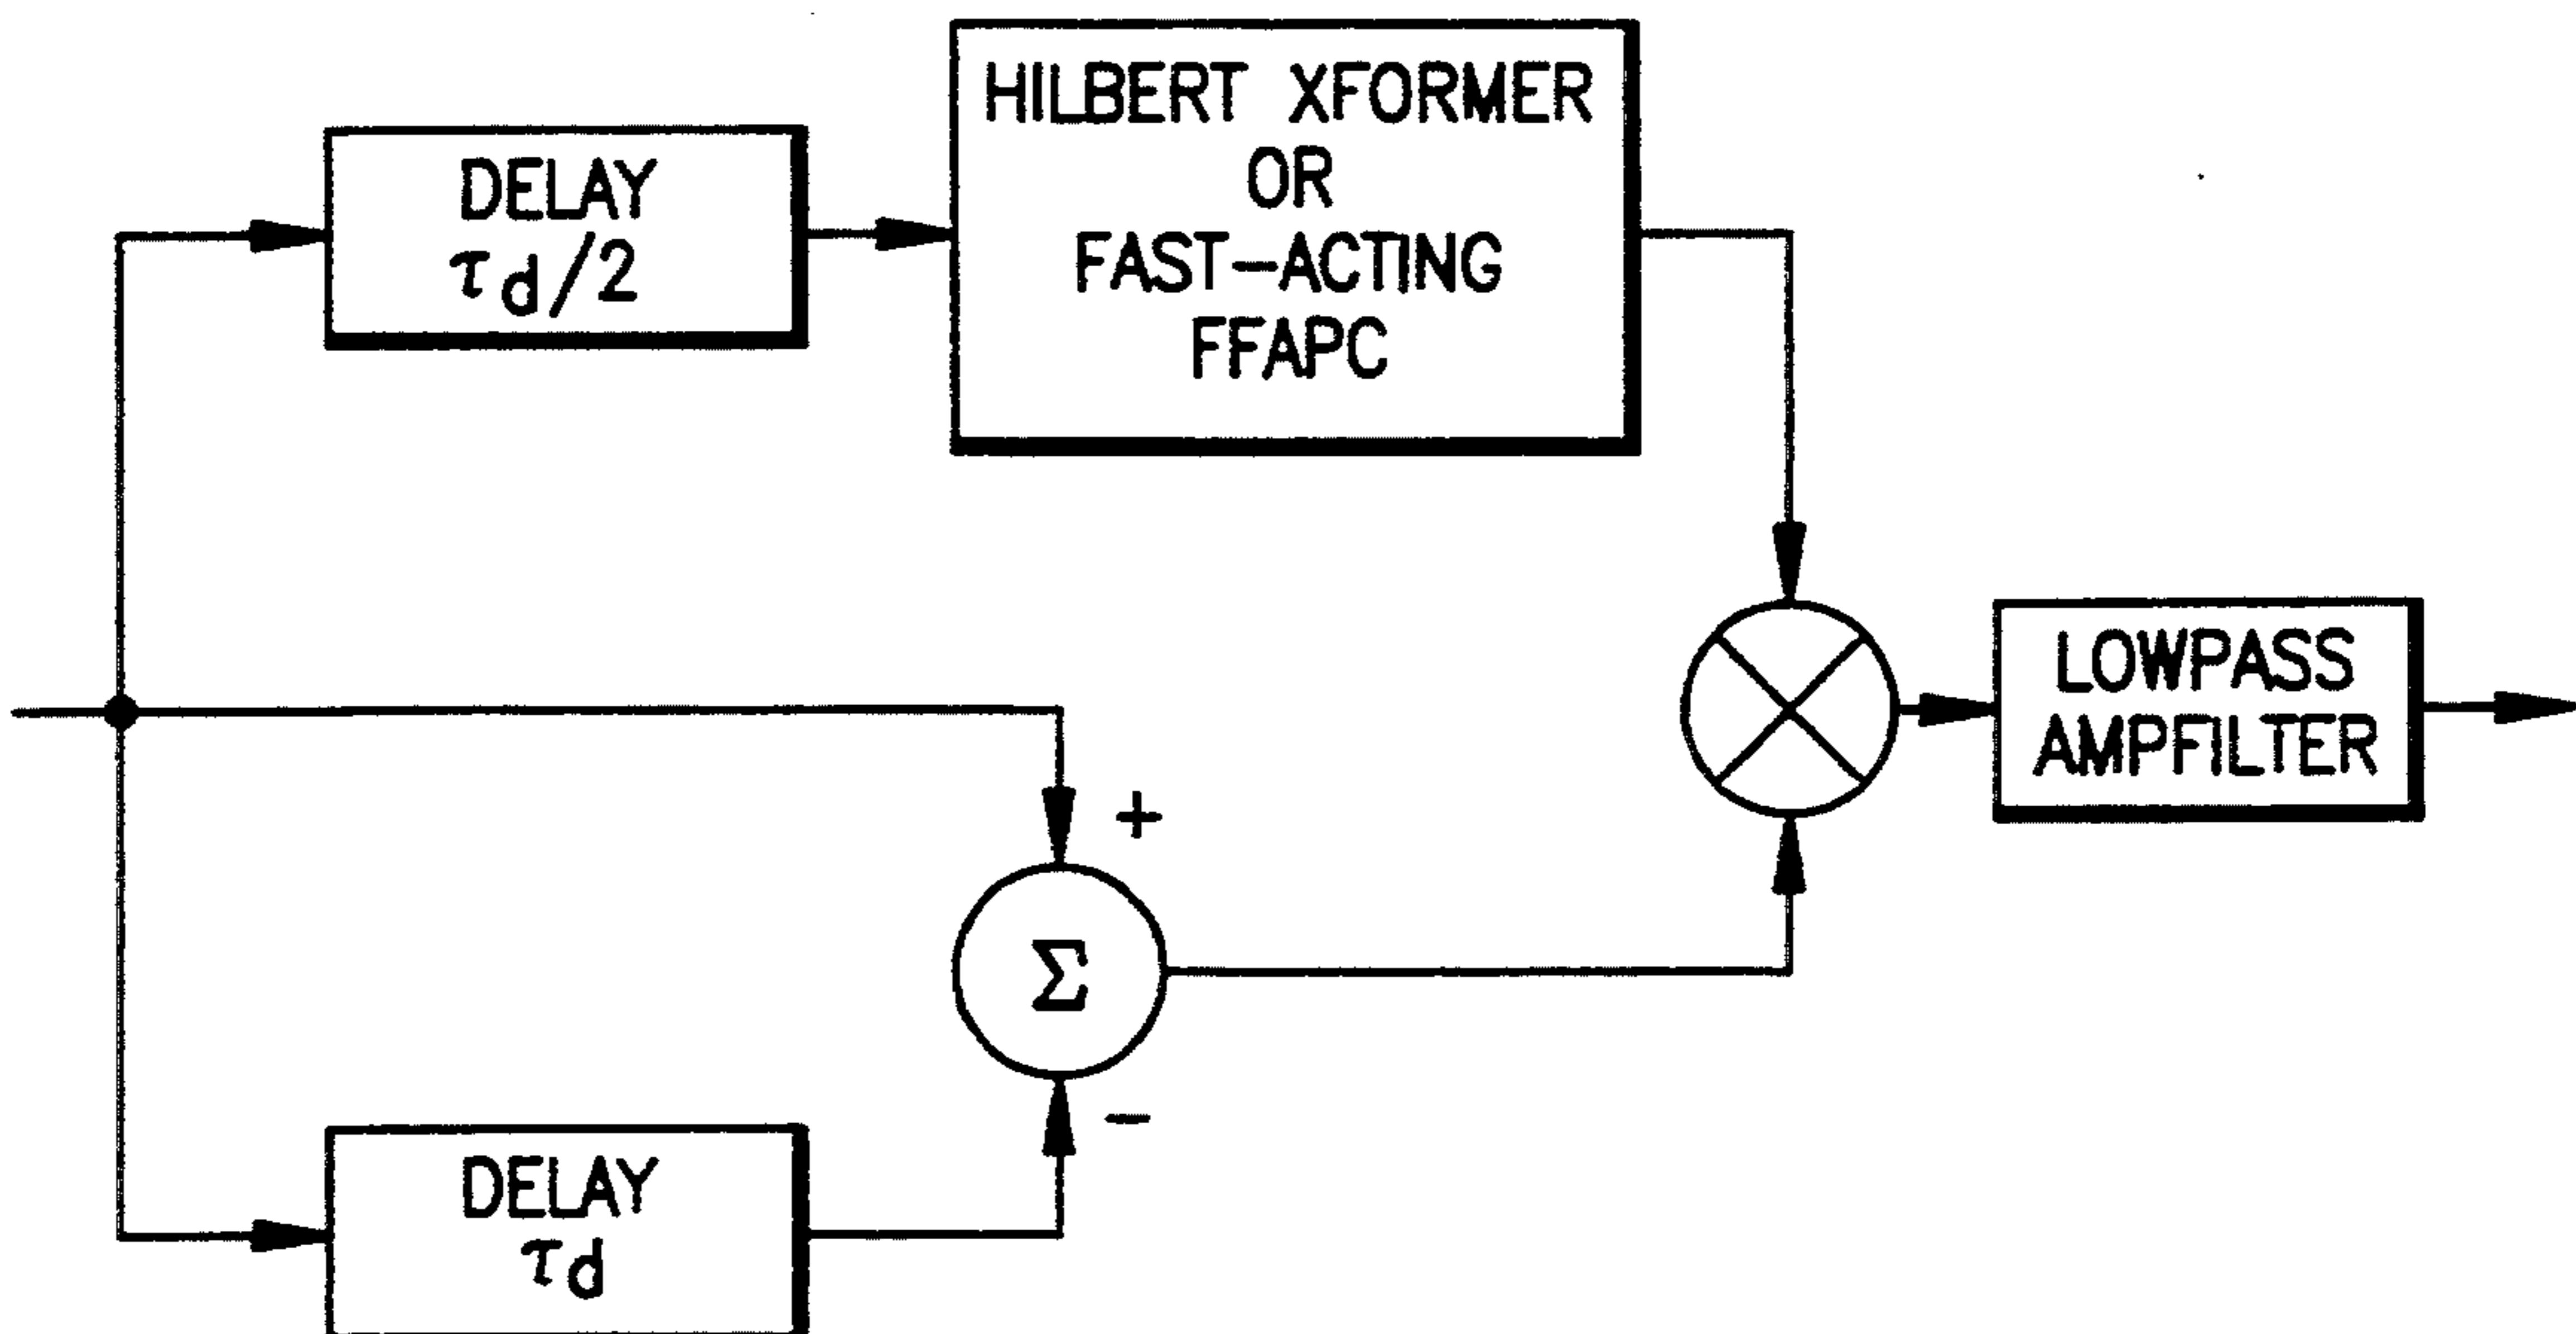 DELAY
τd/2
HILBERT XFORMER
OR
FAST-ACTING
FFAPC
LOWPASS
AMPFILTER
+
Σ
-
DELAY
τd